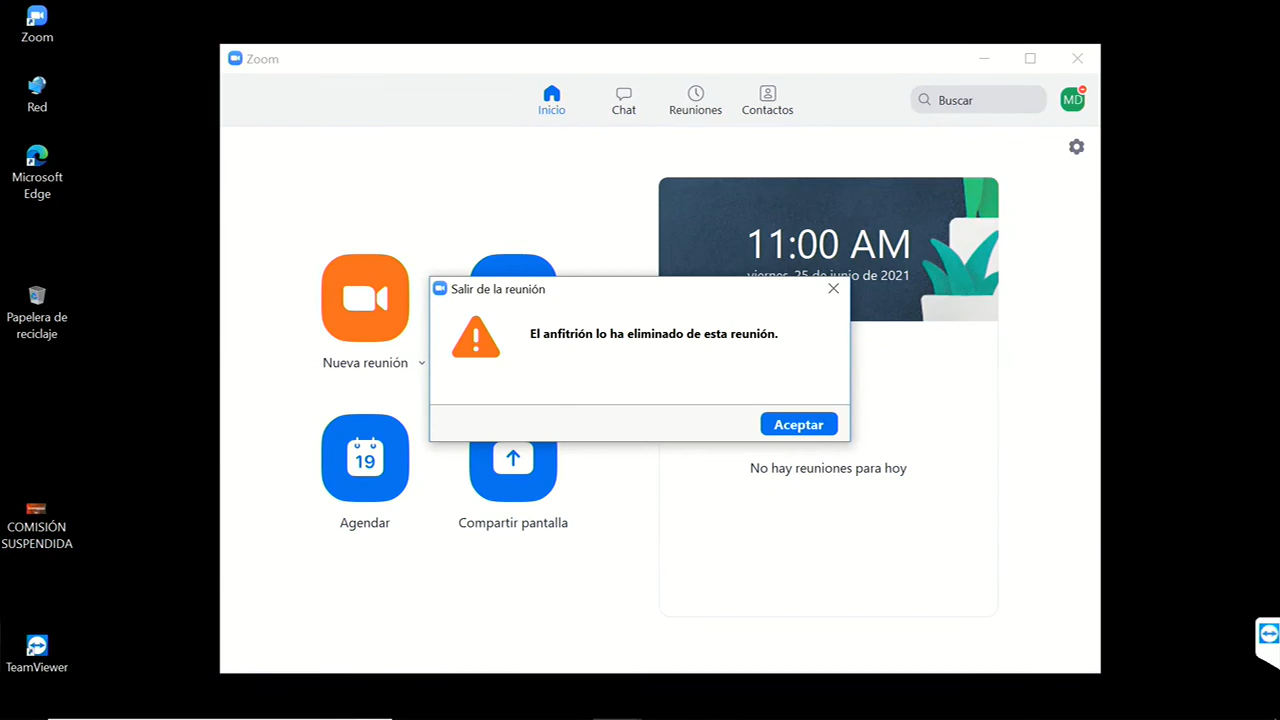 Zoom
Red
Microsoft
Edge
Papelera de
reciclaje
COMISIÓN
SUSPENDIDA
TeamViewer
Zoom
Inicio
Chat
Reuniones
Contactos
Buscar
MD
11:00 AM
viernes, 25 de junio de 2021
Salir de la reunión
El anfitrión lo ha eliminado de esta reunión.
Aceptar
Nueva reunión
19
Agendar
Compartir pantalla
No hay reuniones para hoy